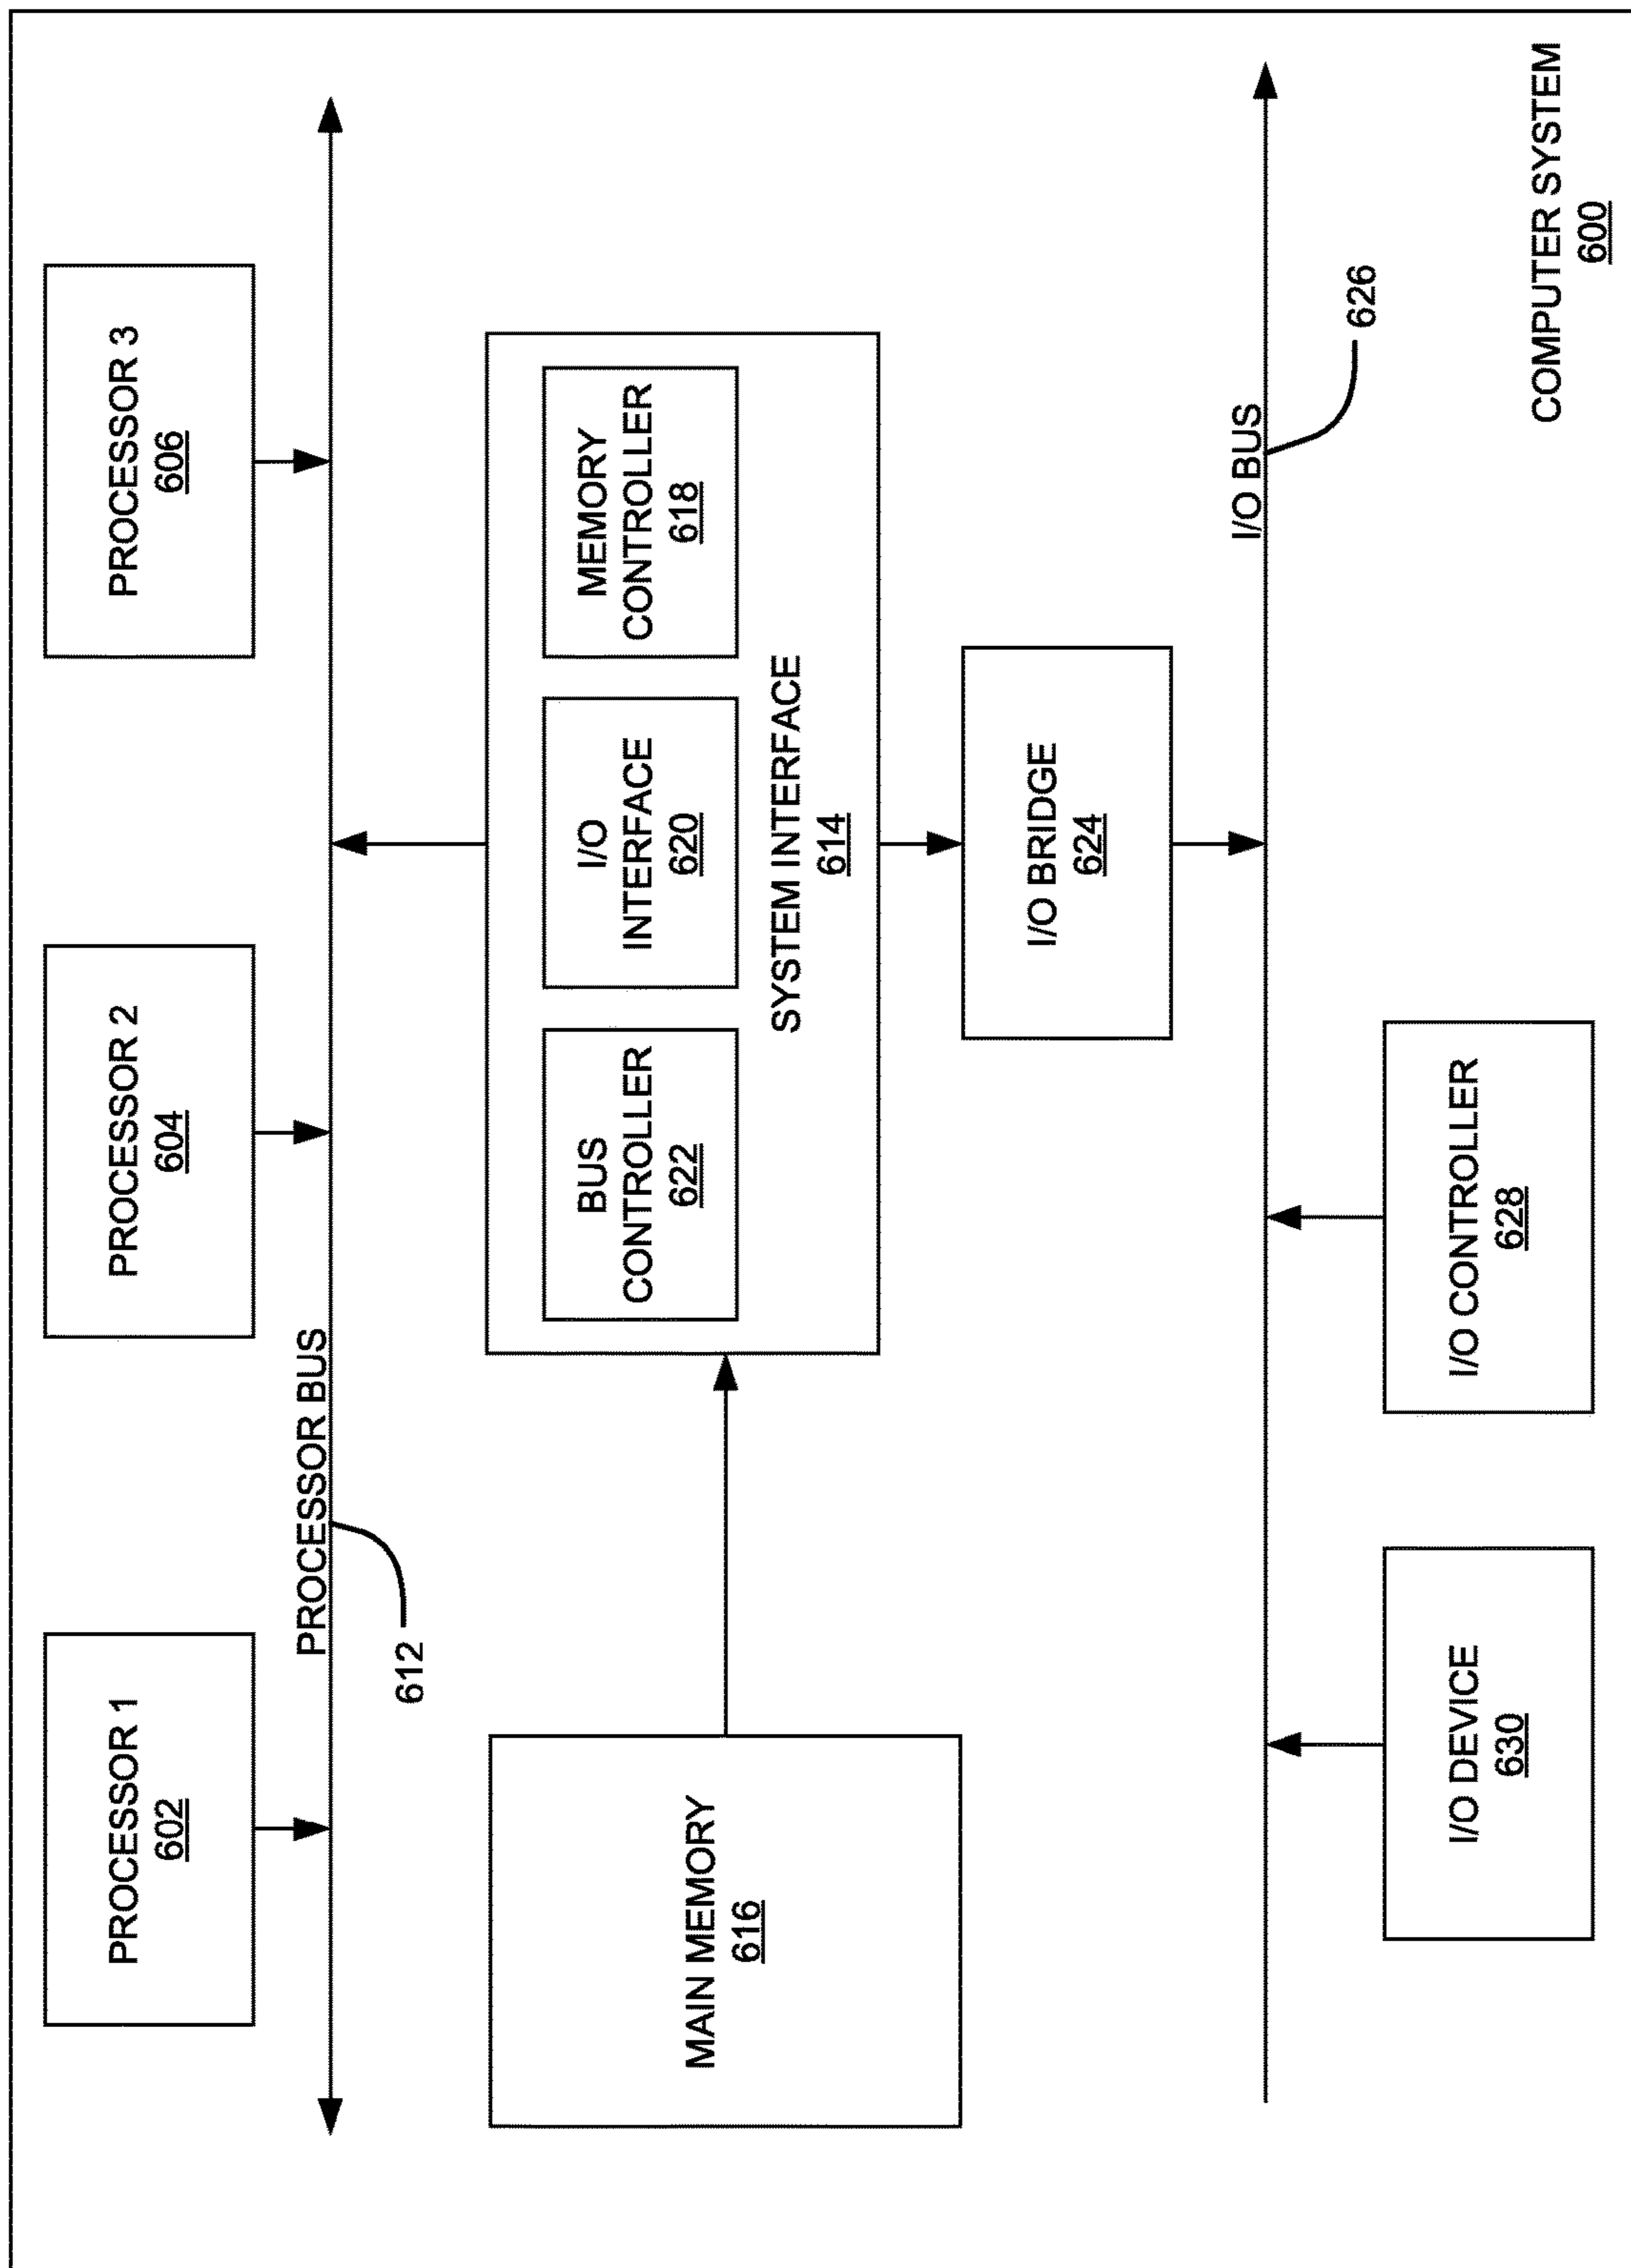 PROCESSOR 1
602
PROCESSOR 2
604
PROCESSOR 3
606
PROCESSOR BUS
612
MAIN MEMORY
616
BUS
CONTROLLER
622
I/O
INTERFACE
620
MEMORY
CONTROLLER
618
SYSTEM INTERFACE
614
I/O BRIDGE
624
I/O BUS
626
I/O DEVICE
630
I/O CONTROLLER
628
COMPUTER SYSTEM
600